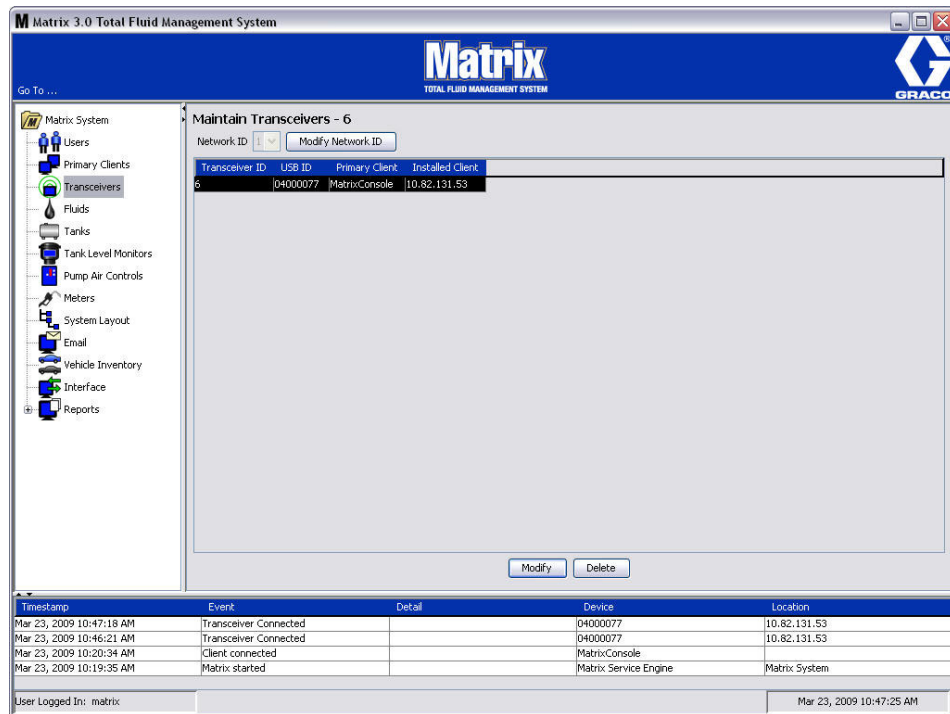 M Matrix 3.0 Total Fluid Management System
Matrix
TOTAL FLUID MANAGEMENT SYSTEM
Go To ...
GRACO
Matrix System
Users
Primary Clients
Transceivers
Fluids
Tanks
Tank Level Monitors
Pump Air Controls
Meters
System Layout
Email
Vehicle Inventory
Interface
Reports
Maintain Transceivers - 6
Network ID 1 Modify Network ID
Transceiver ID USB ID Primary Client Installed Client
6 04000077 MatrixConsole 10.82.131.53
Modify Delete
Timestamp Event Detail Device Location
Mar 23, 2009 10:47:18 AM Transceiver Connected 04000077 10.82.131.53
Mar 23, 2009 10:46:21 AM Transceiver Connected 04000077 10.82.131.53
Mar 23, 2009 10:20:34 AM Client connected MatrixConsole
Mar 23, 2009 10:19:35 AM Matrix started Matrix Service Engine Matrix System
User Logged In: matrix Mar 23, 2009 10:47:25 AM